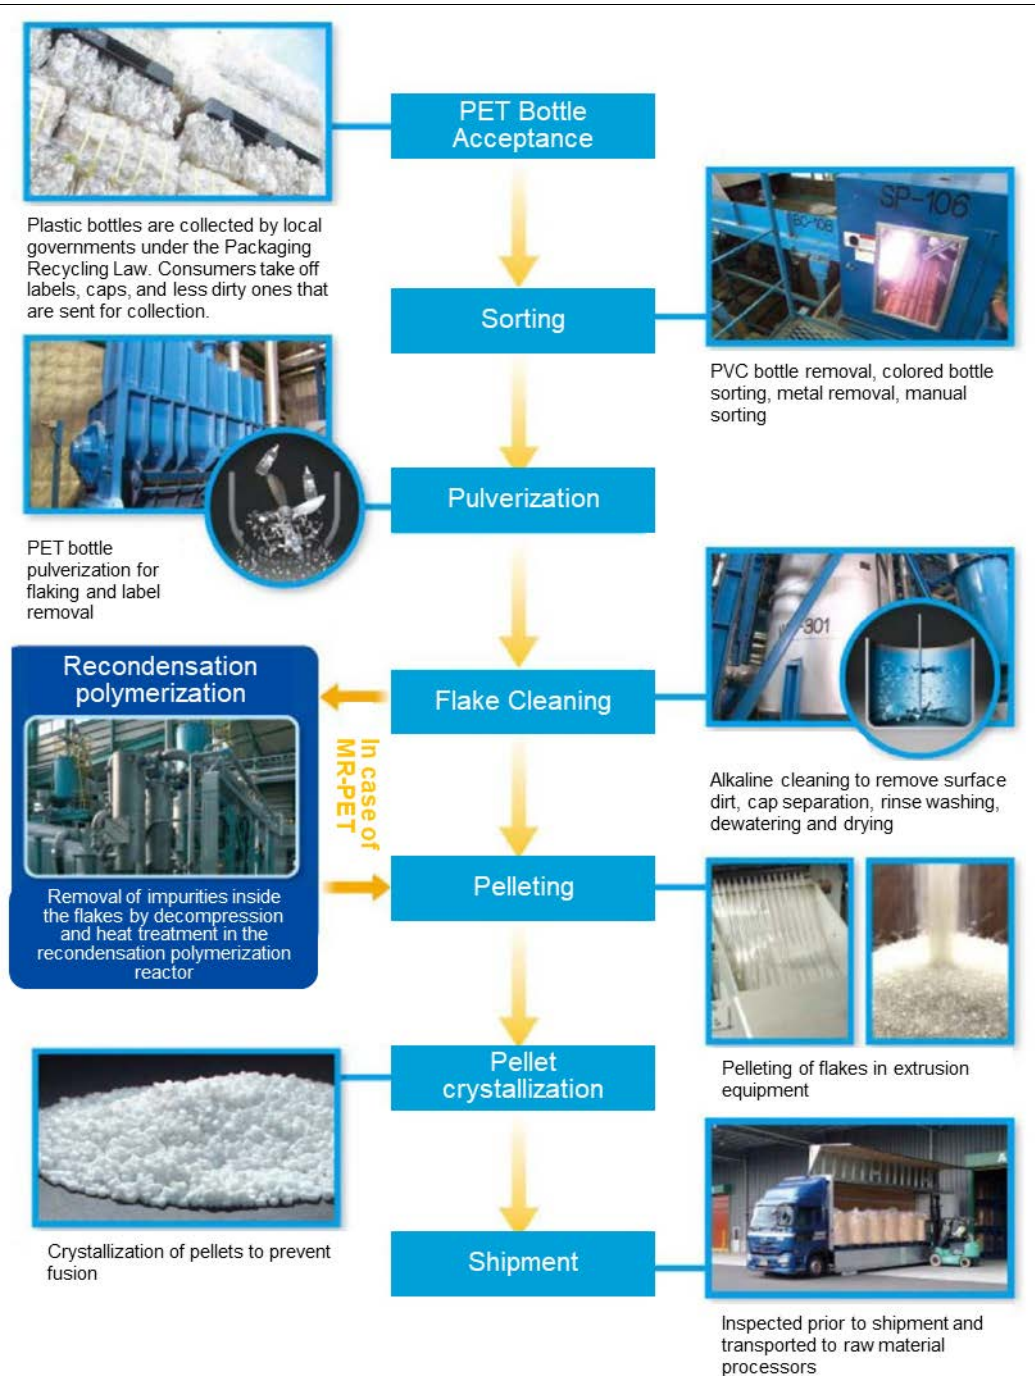 PET Bottle
Acceptance
Plastic bottles are collected by local
governments under the Packaging
Recycling Law. Consumers take off
labels, caps, and less dirty ones that
are sent for collection.
SP-106
BC-106
Sorting
PVC bottle removal, colored bottle
sorting, metal removal, manual
sorting
Pulverization
PET bottle
pulverization for
flaking and label
removal
Recondensation
polymerization
Flake Cleaning
-301
Alkaline cleaning to remove surface
dirt, cap separation, rinse washing,
dewatering and drying
In case of
MR-PET
Removal of impurities inside
the flakes by decompression
and heat treatment in the
recondensation polymerization
reactor
Pelleting
Pelleting of flakes in extrusion
equipment
Pellet
crystallization
Crystallization of pellets to prevent
fusion
Shipment
Inspected prior to shipment and
transported to raw material
processors